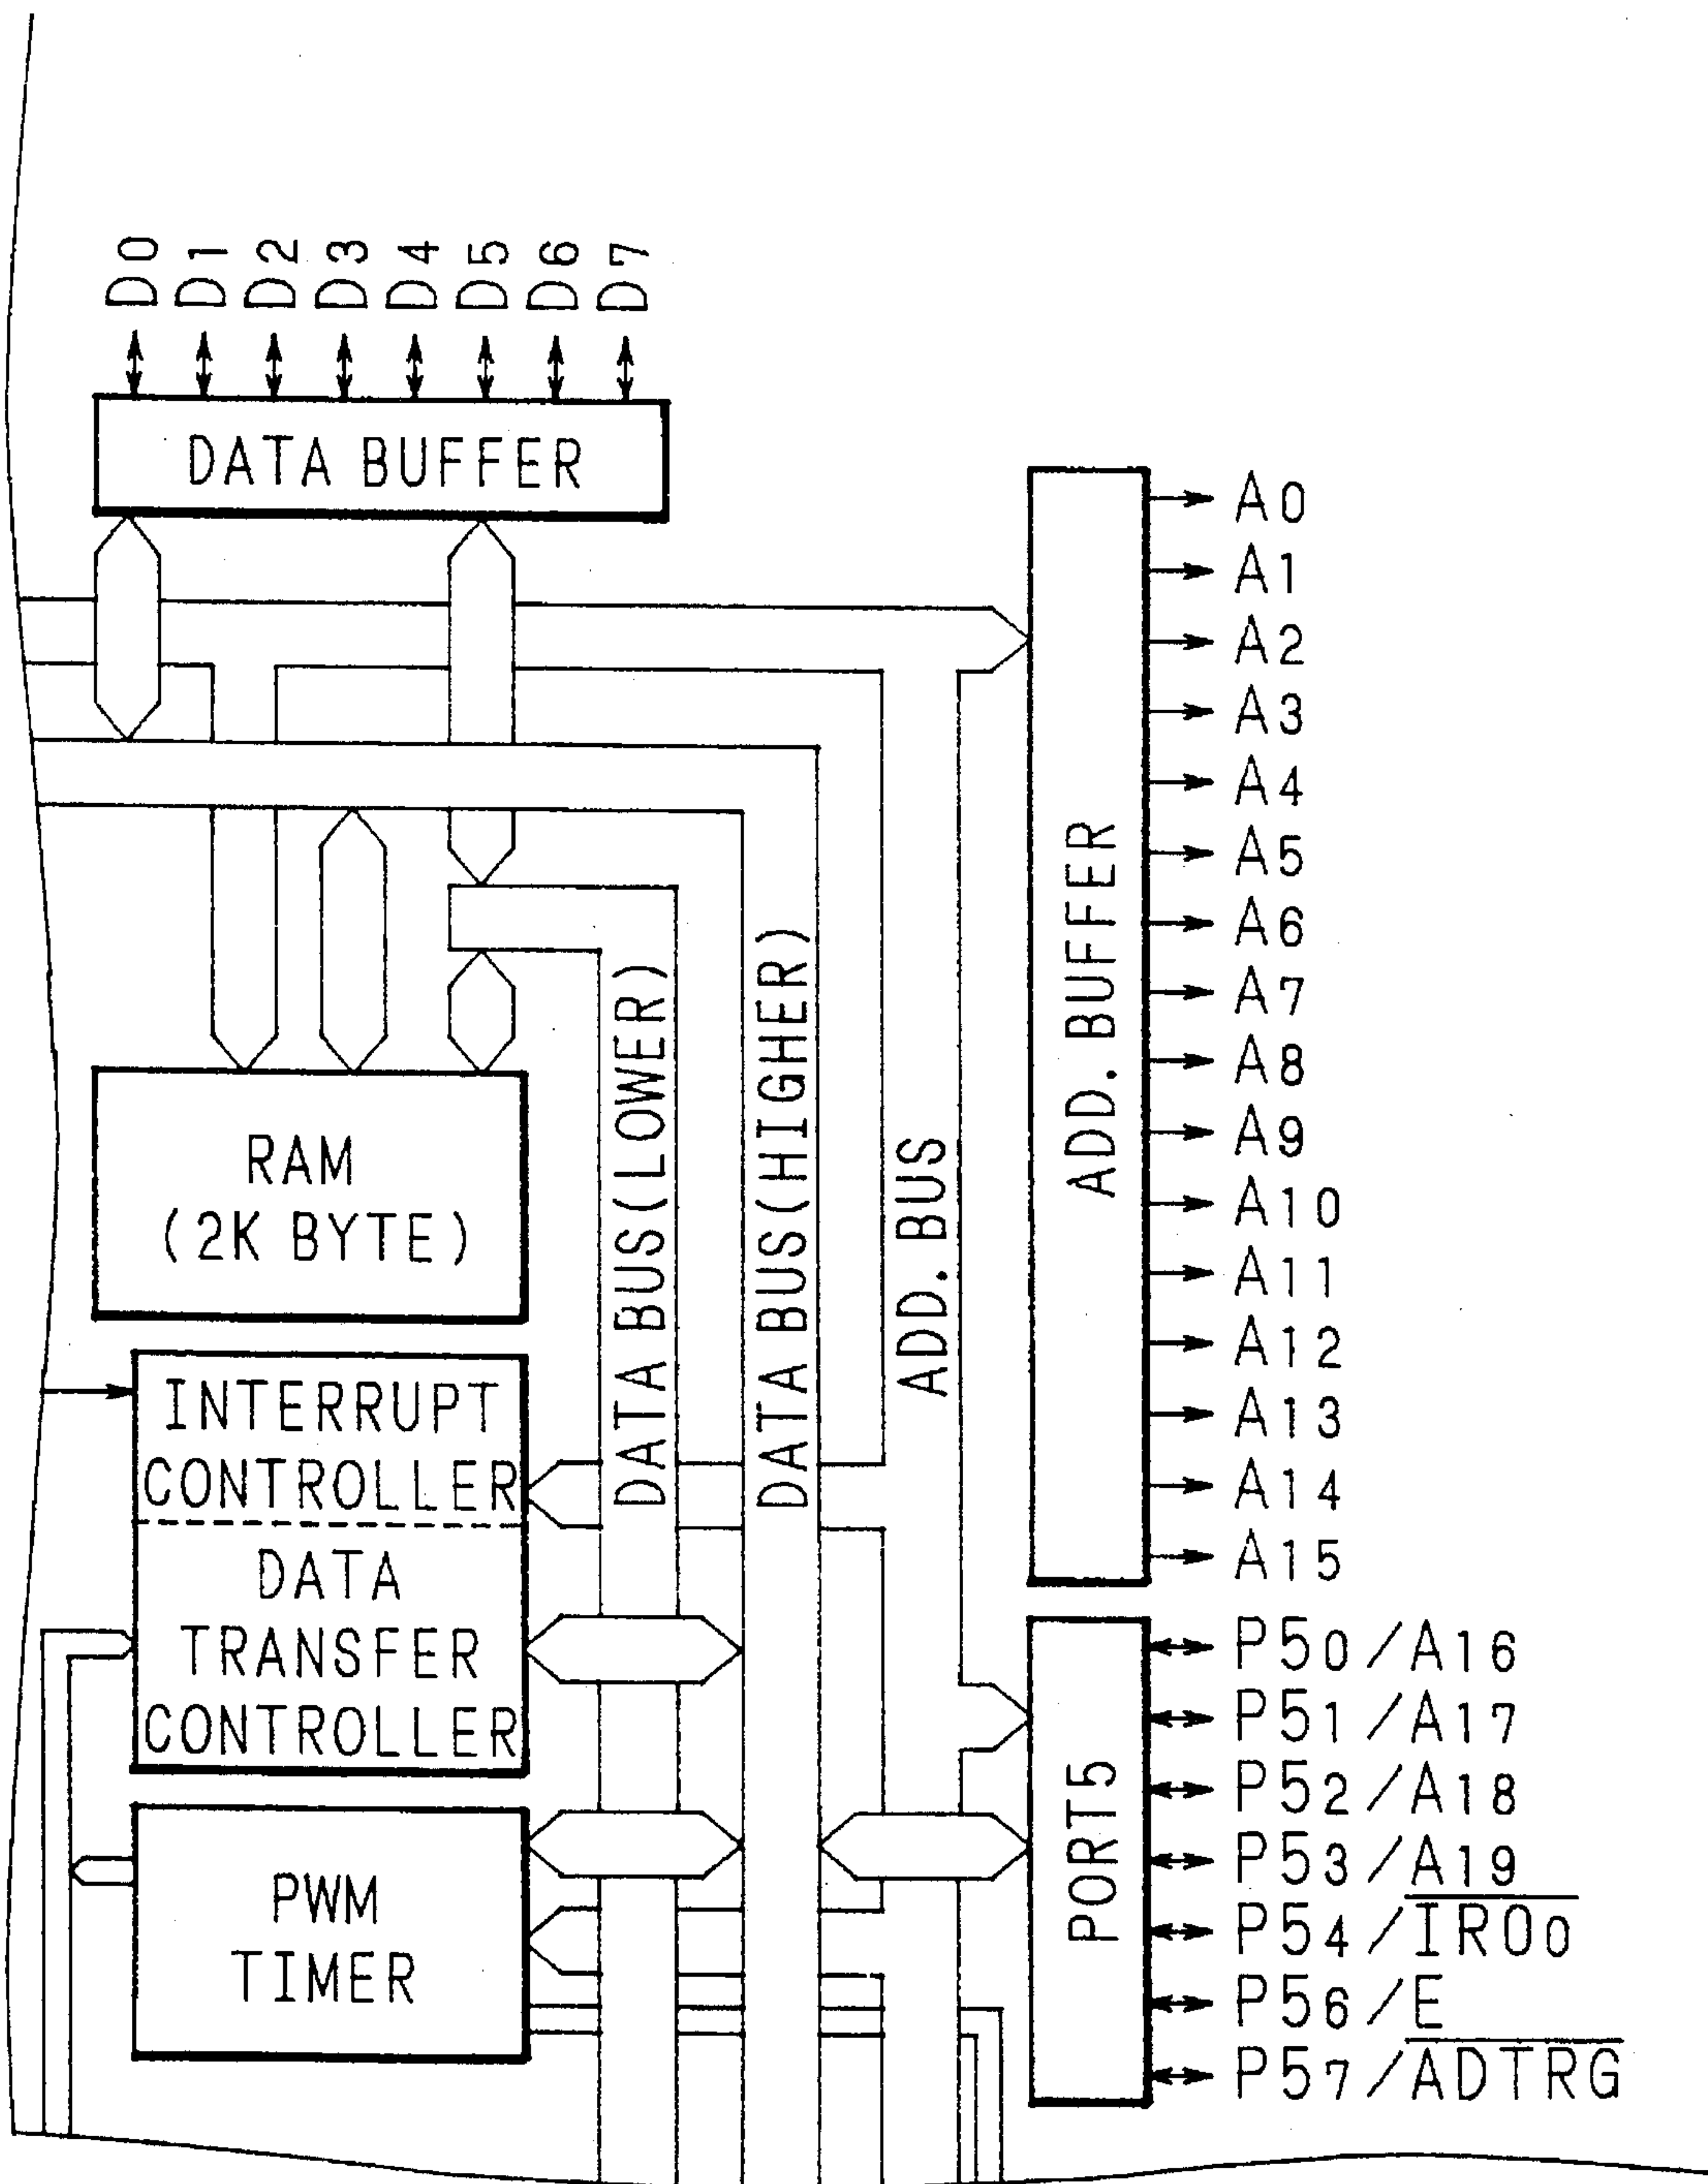 D0
D1
D2
D3
D4
D5
D6
D7
DATA BUFFER
RAM
(2K BYTE)
INTERRUPT
CONTROLLER
DATA
TRANSFER
CONTROLLER
PWM
TIMER
DATA BUS(LOWER)
DATA BUS(HIGHER)
ADD. BUS
ADD. BUFFER
A0
A1
A2
A3
A4
A5
A6
A7
A8
A9
A10
A11
A12
A13
A14
A15
PORT5
P50/A16
P51/A17
P52/A18
P53/A19
P54/IRO0
P56/E
P57/ADTRG